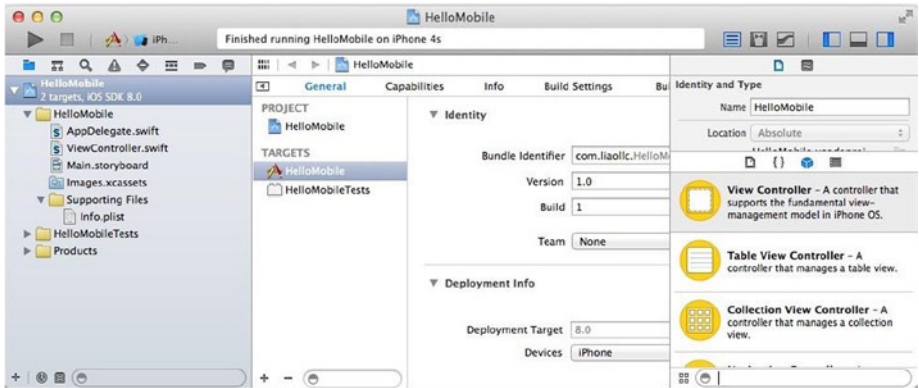 HelloMobile
iPh...
Finished running HelloMobile on iPhone 4s
HelloMobile
2 targets, iOS SDK 8.0
HelloMobile
AppDelegate.swift
ViewController.swift
Main.storyboard
Images.xcassets
Supporting Files
Info.plist
HelloMobileTests
Products
HelloMobile
General Capabilities Info Build Settings Bui
PROJECT
HelloMobile
TARGETS
HelloMobile
HelloMobileTests
Identity
Bundle Identifier com.liaollc.HelloM
Version 1.0
Build 1
Team None
Deployment Info
Deployment Target 8.0
Devices iPhone
Identity and Type
Name HelloMobile
Location Absolute
View Controller – A controller that
supports the fundamental view-
management model in iPhone OS.
Table View Controller – A
controller that manages a table view.
Collection View Controller – A
controller that manages a collection
view.